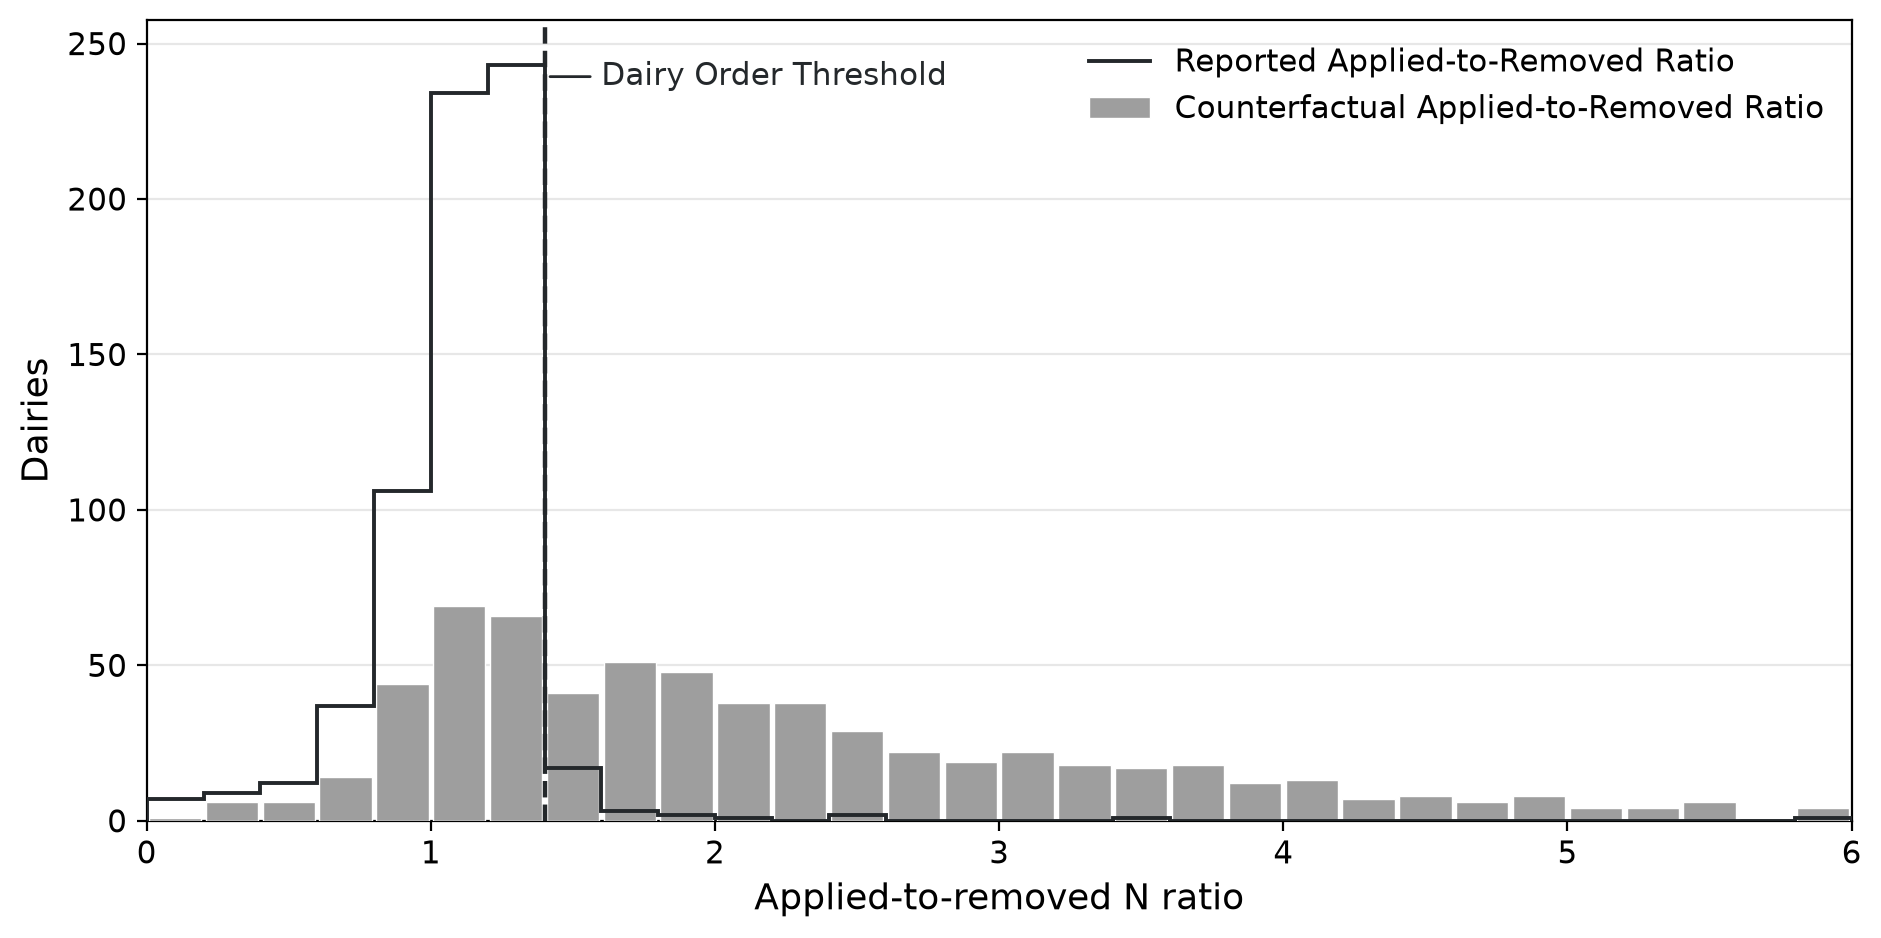 Dairy Order Threshold
Reported Applied-to-Removed Ratio
Counterfactual Applied-to-Removed Ratio
250
200
150
100
50
0
Dairies
0 1 2 3 4 5 6
Applied-to-removed N ratio